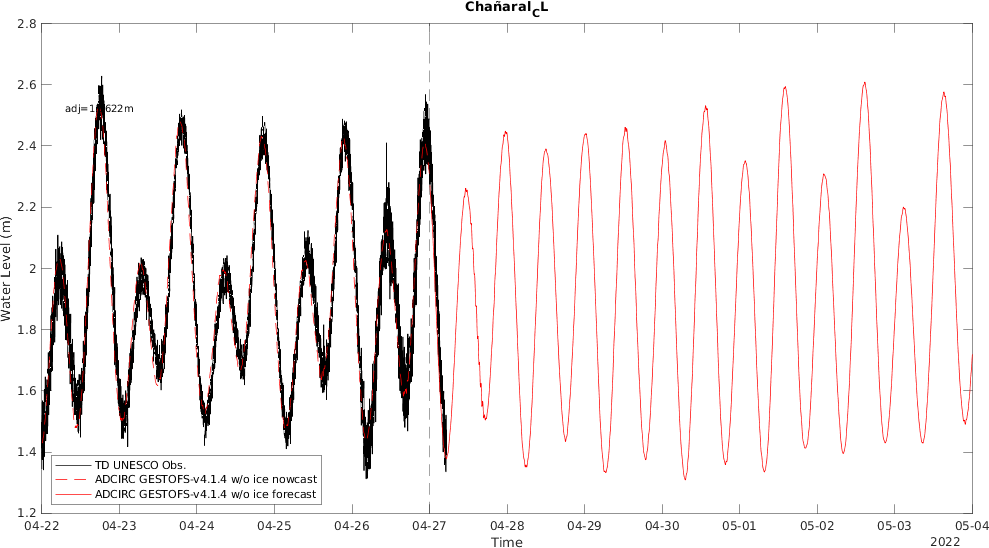 Chañaral_CL
2.8
2.6
2.4
2.2
2
1.8
1.6
1.4
1.2
Water Level (m)
TD UNESCO Obs.
ADCIRC GESTOFS-v4.1.4 w/o ice nowcast
ADCIRC GESTOFS-v4.1.4 w/o ice forecast
04-22 04-23 04-24 04-25 04-26 04-27 04-28 04-29 04-30 05-01 05-02 05-03 05-04
Time
2022